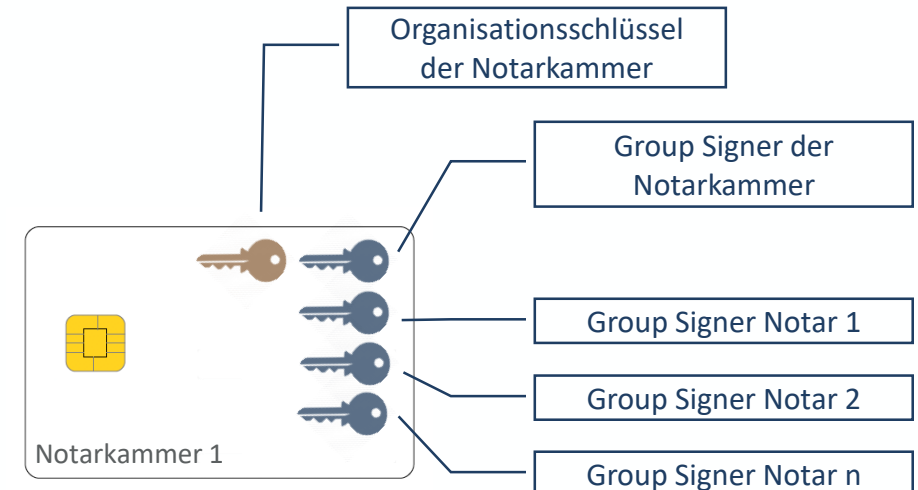 Organisationsschlüssel
der Notarkammer
Group Signer der
Notarkammer
Group Signer Notar 1
Group Signer Notar 2
Group Signer Notar n
Notarkammer 1